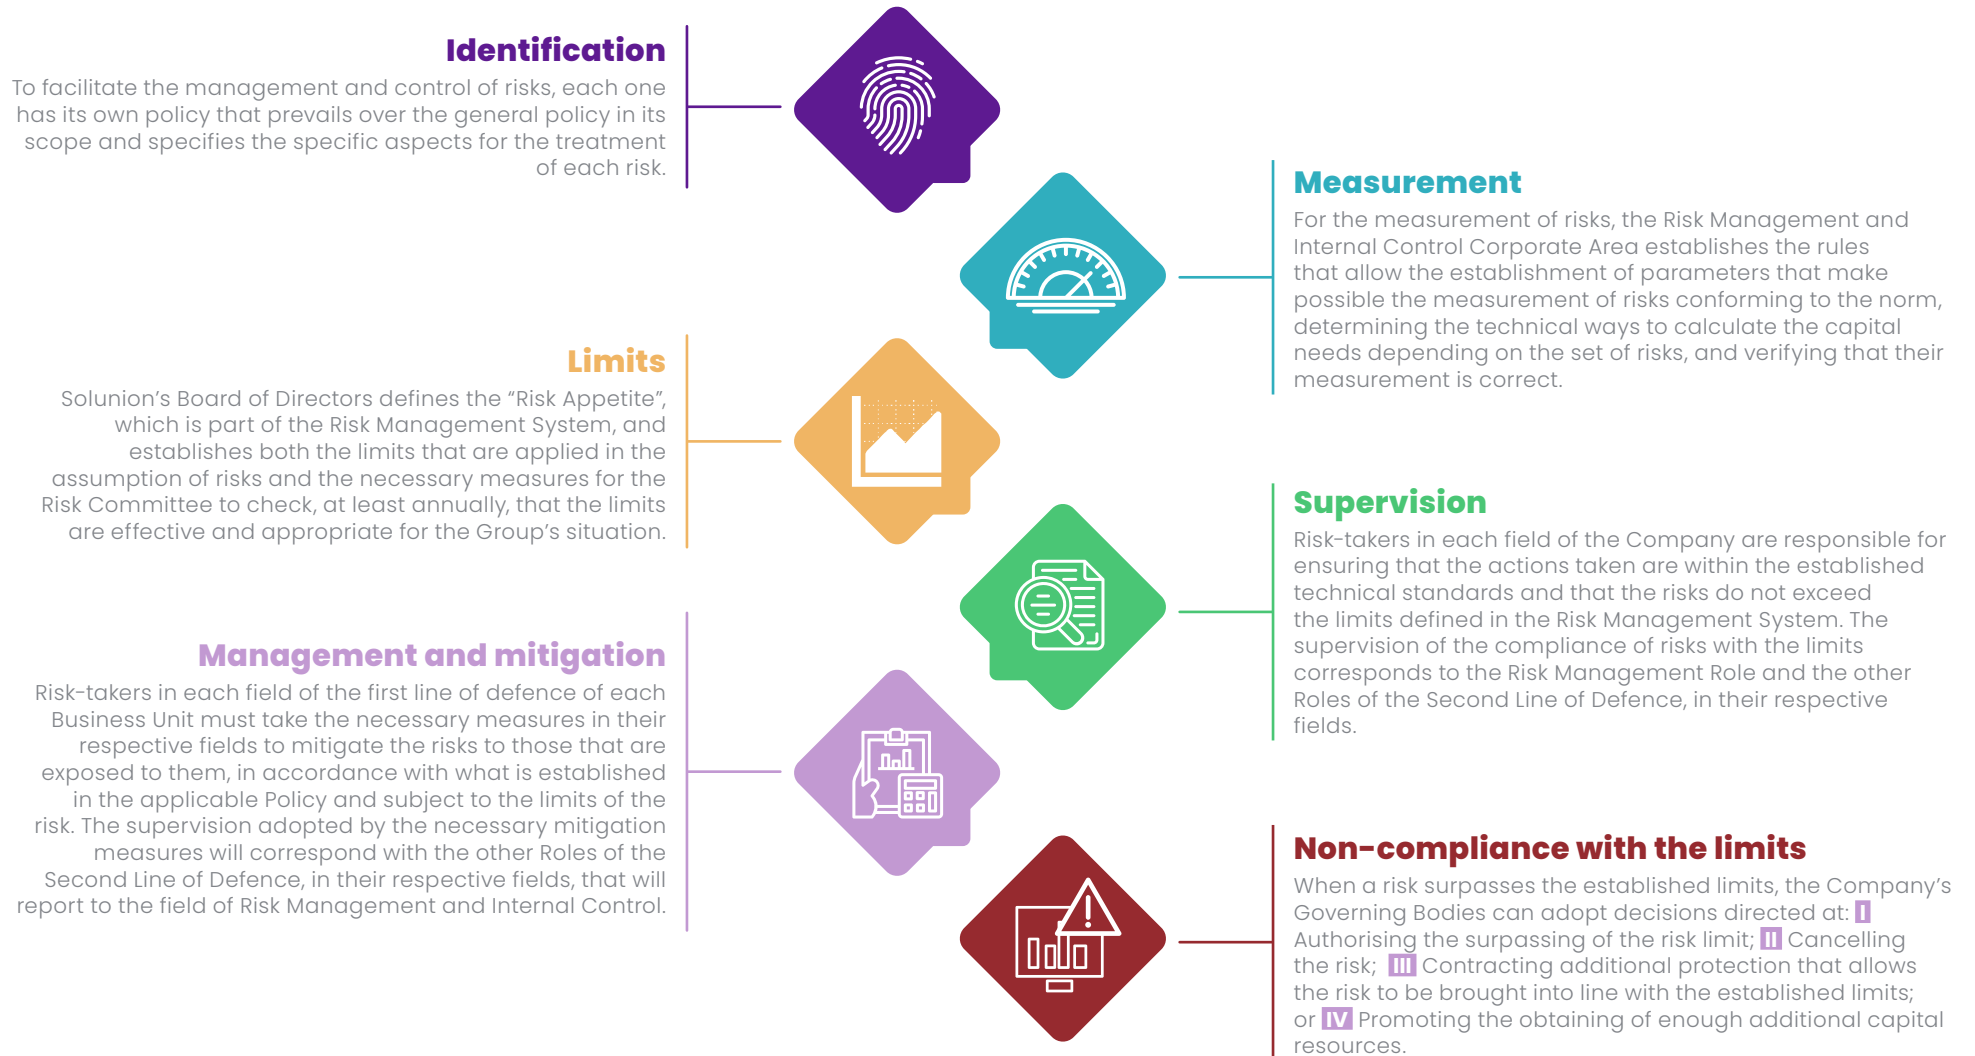 Identification
To facilitate the management and control of risks, each one
has its own policy that prevails over the general policy in its
scope and specifies the specific aspects for the treatment
of each risk.
Measurement
For the measurement of risks, the Risk Management and
Internal Control Corporate Area establishes the rules
that allow the establishment of parameters that make
possible the measurement of risks conforming to the norm,
determining the technical ways to calculate the capital
needs depending on the set of risks, and verifying that their
measurement is correct.
Limits
Solunion’s Board of Directors defines the “Risk Appetite”,
which is part of the Risk Management System, and
establishes both the limits that are applied in the
assumption of risks and the necessary measures for the
Risk Committee to check, at least annually, that the limits
are effective and appropriate for the Group’s situation.
Supervision
Risk-takers in each field of the Company are responsible for
ensuring that the actions taken are within the established
technical standards and that the risks do not exceed
the limits defined in the Risk Management System. The
supervision of the compliance of risks with the limits
corresponds to the Risk Management Role and the other
Roles of the Second Line of Defence, in their respective
fields.
Management and mitigation
Risk-takers in each field of the first line of defence of each
Business Unit must take the necessary measures in their
respective fields to mitigate the risks to those that are
exposed to them, in accordance with what is established
in the applicable Policy and subject to the limits of the
risk. The supervision adopted by the necessary mitigation
measures will correspond with the other Roles of the
Second Line of Defence, in their respective fields, that will
report to the field of Risk Management and Internal Control.
Non-compliance with the limits
When a risk surpasses the established limits, the Company’s
Governing Bodies can adopt decisions directed at: I
Authorising the surpassing of the risk limit; II Cancelling
the risk; III Contracting additional protection that allows
the risk to be brought into line with the established limits;
or IV Promoting the obtaining of enough additional capital
resources.